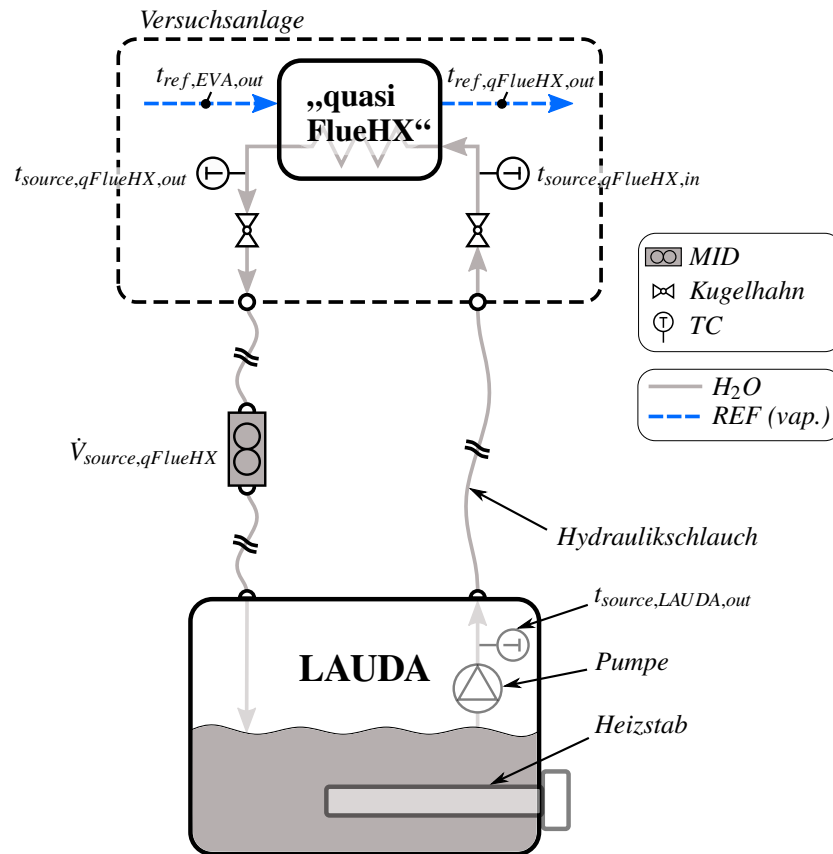 Versuchsanlage
t_ref,EVA,out
t_ref,qFlueHX,out
„quasi
FlueHX“
t_source,qFlueHX,out
t_source,qFlueHX,in
MID
Kugelhahn
T
TC
H₂O
REF (vap.)
V̇_source,qFlueHX
Hydraulikschlauch
t_source,LAUDA,out
LAUDA
Pumpe
Heizstab